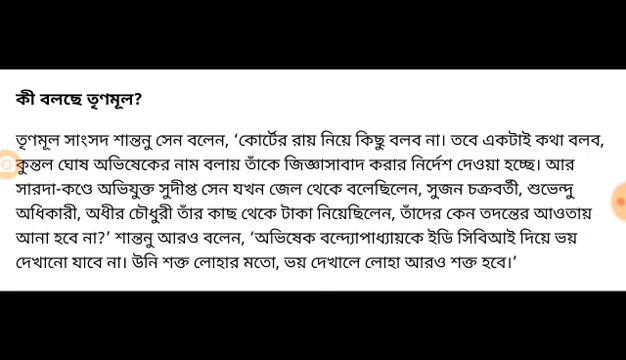 কী বলছে তৃণমূল?
তৃণমূল সাংসদ শান্তনু সেন বলেন, ‘কোর্টের রায় নিয়ে কিছু বলব না। তবে একটাই কথা বলব,
কুন্তল ঘোষ অভিষেকের নাম বলায় তাঁকে জিজ্ঞাসাবাদ করার নির্দেশ দেওয়া হচ্ছে। আর
সারদা-কণ্ডে অভিযুক্ত সুদীপ্ত সেন যখন জেল থেকে বলেছিলেন, সুজন চক্রবর্তী, শুভেন্দু
অধিকারী, অধীর চৌধুরী তাঁর কাছ থেকে টাকা নিয়েছিলেন, তাঁদের কেন তদন্তের আওতায়
আনা হবে না?’ শান্তনু আরও বলেন, ‘অভিষেক বন্দ্যোপাধ্যায়কে ইডি সিবিআই দিয়ে ভয়
দেখানো যাবে না। উনি শক্ত লোহার মতো, ভয় দেখালে লোহা আরও শক্ত হবে।’